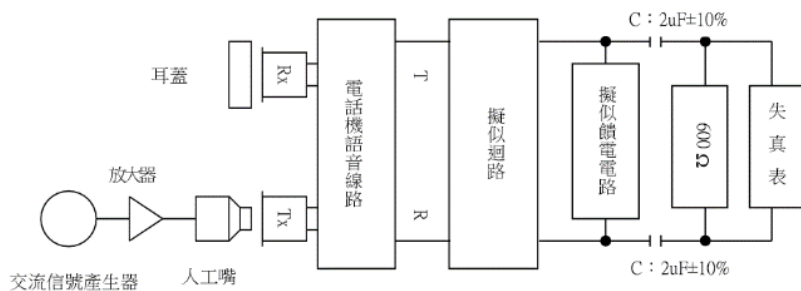 C：2uF±10%
耳蓋
Rx
電話機語音線路
T
擬似迴路
擬似饋電電路
600Ω
失真表
放大器
Tx
R
交流信號產生器
人工嘴
C：2uF±10%